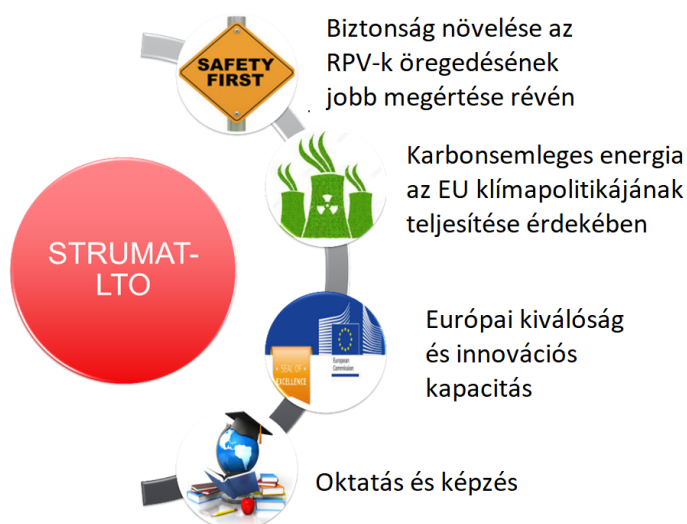 SAFETY
FIRST
Biztonság növelése az
RPV-k öregedésének
jobb megértése révén
Karbonsemleges energia
az EU klímapolitikájának
teljesítése érdekében
STRUMAT-
LTO
Európai kiválóság
és innovációs
kapacitás
European
Commission
SEAL OF
EXCELLENCE
Oktatás és képzés